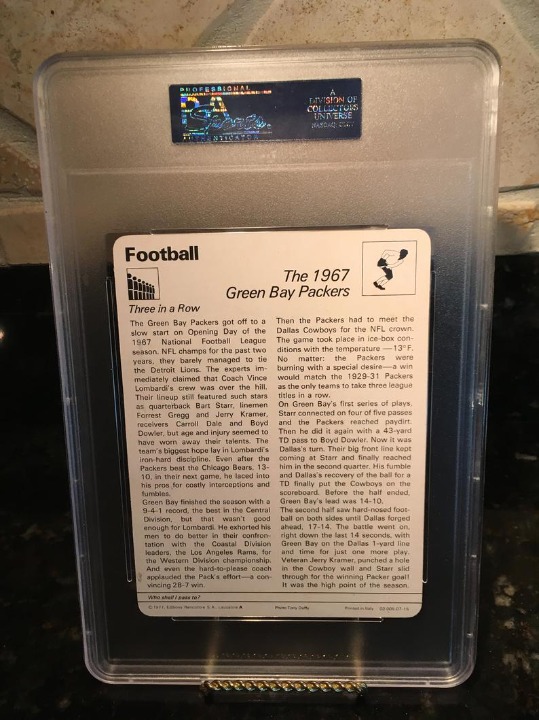 PROFESSIONAL
PSA
AUTHENTICATOR
A
DIVISION OF
COLLECTORS
UNIVERSE
Football
The 1967
Green Bay Packers
Three in a Row
The Green Bay Packers got off to a
slow start on Opening Day of the
1967 National Football League
season. NFL champs for the past two
years, they barely managed to tie
the Detroit Lions. The experts im-
mediately claimed that Coach Vince
Lombardi's crew was over the hill.
Their lineup still featured such stars
as quarterback Bart Starr, linemen
Forrest Gregg and Jerry Kramer,
receivers Carroll Dale and Boyd
Dowler, but age and injury seemed to
have worn away their talents. The
team's biggest hope lay in Lombardi's
iron-hard discipline. Even after the
Packers beat the Chicago Bears, 13-
10, in their next game, he laced into
his pros for costly interceptions and
fumbles.
Green Bay finished the season with a
9-4-1 record, the best in the Central
Division, but that wasn't good
enough for Lombardi. He exhorted his
men to do better in their confron-
tation with the Coastal Division
leaders, the Los Angeles Rams, for
the Western Division championship.
And even the hard-to-please coach
applauded the Pack's effort—a con-
vincing 28-7 win.
Then the Packers had to meet the
Dallas Cowboys for the NFL crown.
The game took place in ice-box con-
ditions with the temperature —13°F.
No matter: the Packers were
burning with a special desire—a win
would match the 1929-31 Packers
as the only teams to take three league
titles in a row.
On Green Bay's first series of plays,
Starr connected on four of five passes
and the Packers reached paydirt.
Then he did it again with a 43-yard
TD pass to Boyd Dowler. Now it was
Dallas's turn. Their big front line kept
coming at Starr and finally reached
him in the second quarter. His fumble
and Dallas's recovery of the ball for a
TD finally put the Cowboys on the
scoreboard. Before the half ended,
Green Bay's lead was 14-10.
The second half saw hard-nosed foot-
ball on both sides until Dallas forged
ahead, 17-14. The battle went on,
right down the last 14 seconds, with
Green Bay on the Dallas 1-yard line
and time for just one more play.
Veteran Jerry Kramer, punched a hole
in the Cowboy wall and Starr slid
through for the winning Packer goal!
It was the high point of the season.
Who shall I pass to?
Printed in Italy